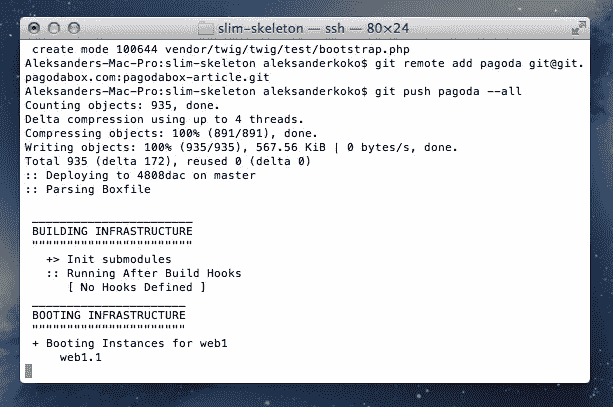 slim-skeleton — ssh — 80×24
create mode 100644 vendor/twig/twig/test/bootstrap.php
Aleksanders-Mac-Pro:slim-skeleton aleksanderkoko$ git remote add pagoda git@git.
pagodabox.com:pagodabox-article.git
Aleksanders-Mac-Pro:slim-skeleton aleksanderkoko$ git push pagoda --all
Counting objects: 935, done.
Delta compression using up to 4 threads.
Compressing objects: 100% (891/891), done.
Writing objects: 100% (935/935), 567.56 KiB | 0 bytes/s, done.
Total 935 (delta 172), reused 0 (delta 0)
:: Deploying to 4808dac on master
:: Parsing Boxfile
_______________________
BUILDING INFRASTRUCTURE
"""""""""""""""""""""""
+> Init submodules
:: Running After Build Hooks
[ No Hooks Defined ]
______________________
BOOTING INFRASTRUCTURE
""""""""""""""""""""""
+ Booting Instances for web1
web1.1